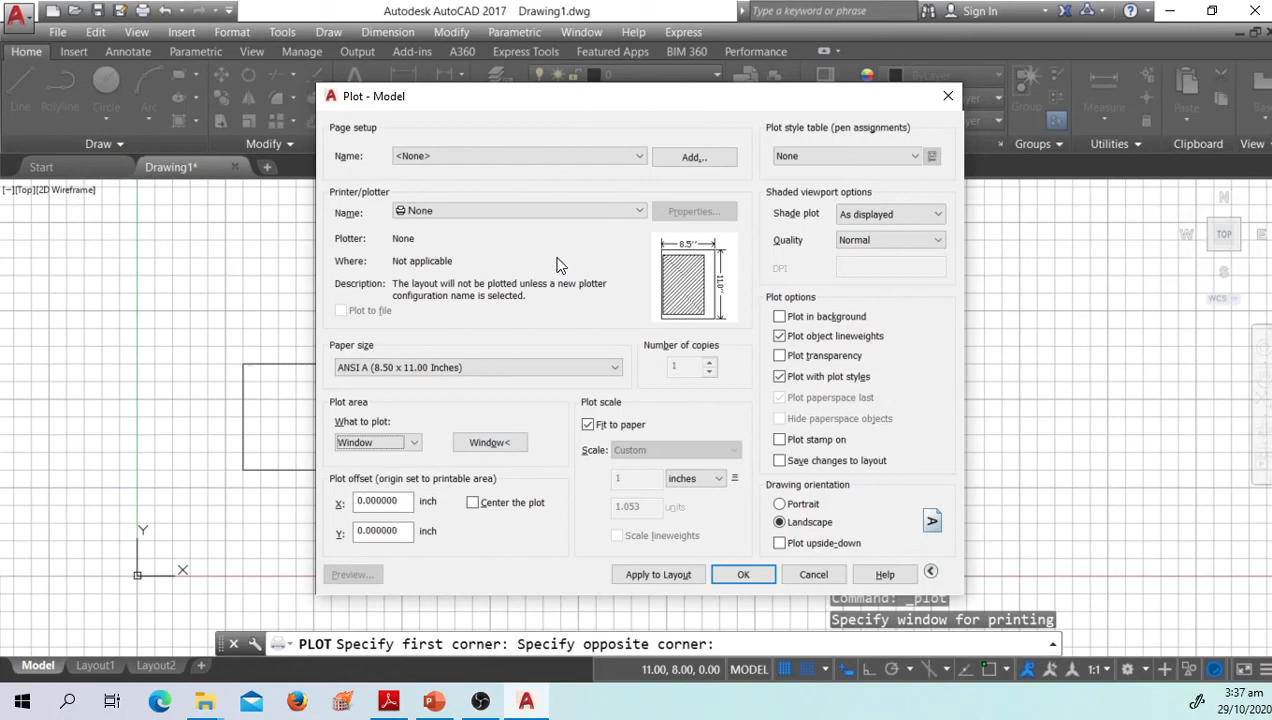 Autodesk AutoCAD 2017 Drawing1.dwg
Type a keyword or phrase
Sign In
File Edit View Insert Format Tools Draw Dimension Modify Parametric Window Help Express
Home Insert Annotate Parametric View Manage Output Add-ins A360 Express Tools Featured Apps BIM 360 Performance
Line Polyline Circle Arc
0
ByLayer
Group
Measure
Paste
Base
Draw
Modify
Groups
Utilities
Clipboard
View
Start
Drawing1*
[−][Top][2D Wireframe]
Plot - Model
Page setup
Name: <None>
Add...
Printer/plotter
Name: None
Properties...
Plotter: None
Where: Not applicable
Description: The layout will not be plotted unless a new plotter
configuration name is selected.
Plot to file
8.5''
11.0''
Paper size
ANSI A (8.50 x 11.00 Inches)
Number of copies
1
Plot area
What to plot:
Window
Window<
Plot offset (origin set to printable area)
X: 0.000000 inch
Center the plot
Y: 0.000000 inch
Plot scale
Fit to paper
Scale: Custom
1 inches =
1.053 units
Scale lineweights
Plot style table (pen assignments)
None
Shaded viewport options
Shade plot As displayed
Quality Normal
DPI
Plot options
Plot in background
Plot object lineweights
Plot transparency
Plot with plot styles
Plot paperspace last
Hide paperspace objects
Plot stamp on
Save changes to layout
Drawing orientation
Portrait
Landscape
Plot upside-down
A
Preview...
Apply to Layout
OK
Cancel
Help
N
W TOP E
S
WCS
Y
X
Command: _plot
Specify window for printing
PLOT Specify first corner: Specify opposite corner:
Model Layout1 Layout2 +
11.00, 8.00, 0.00 MODEL
1:1
3:37 am
29/10/2020